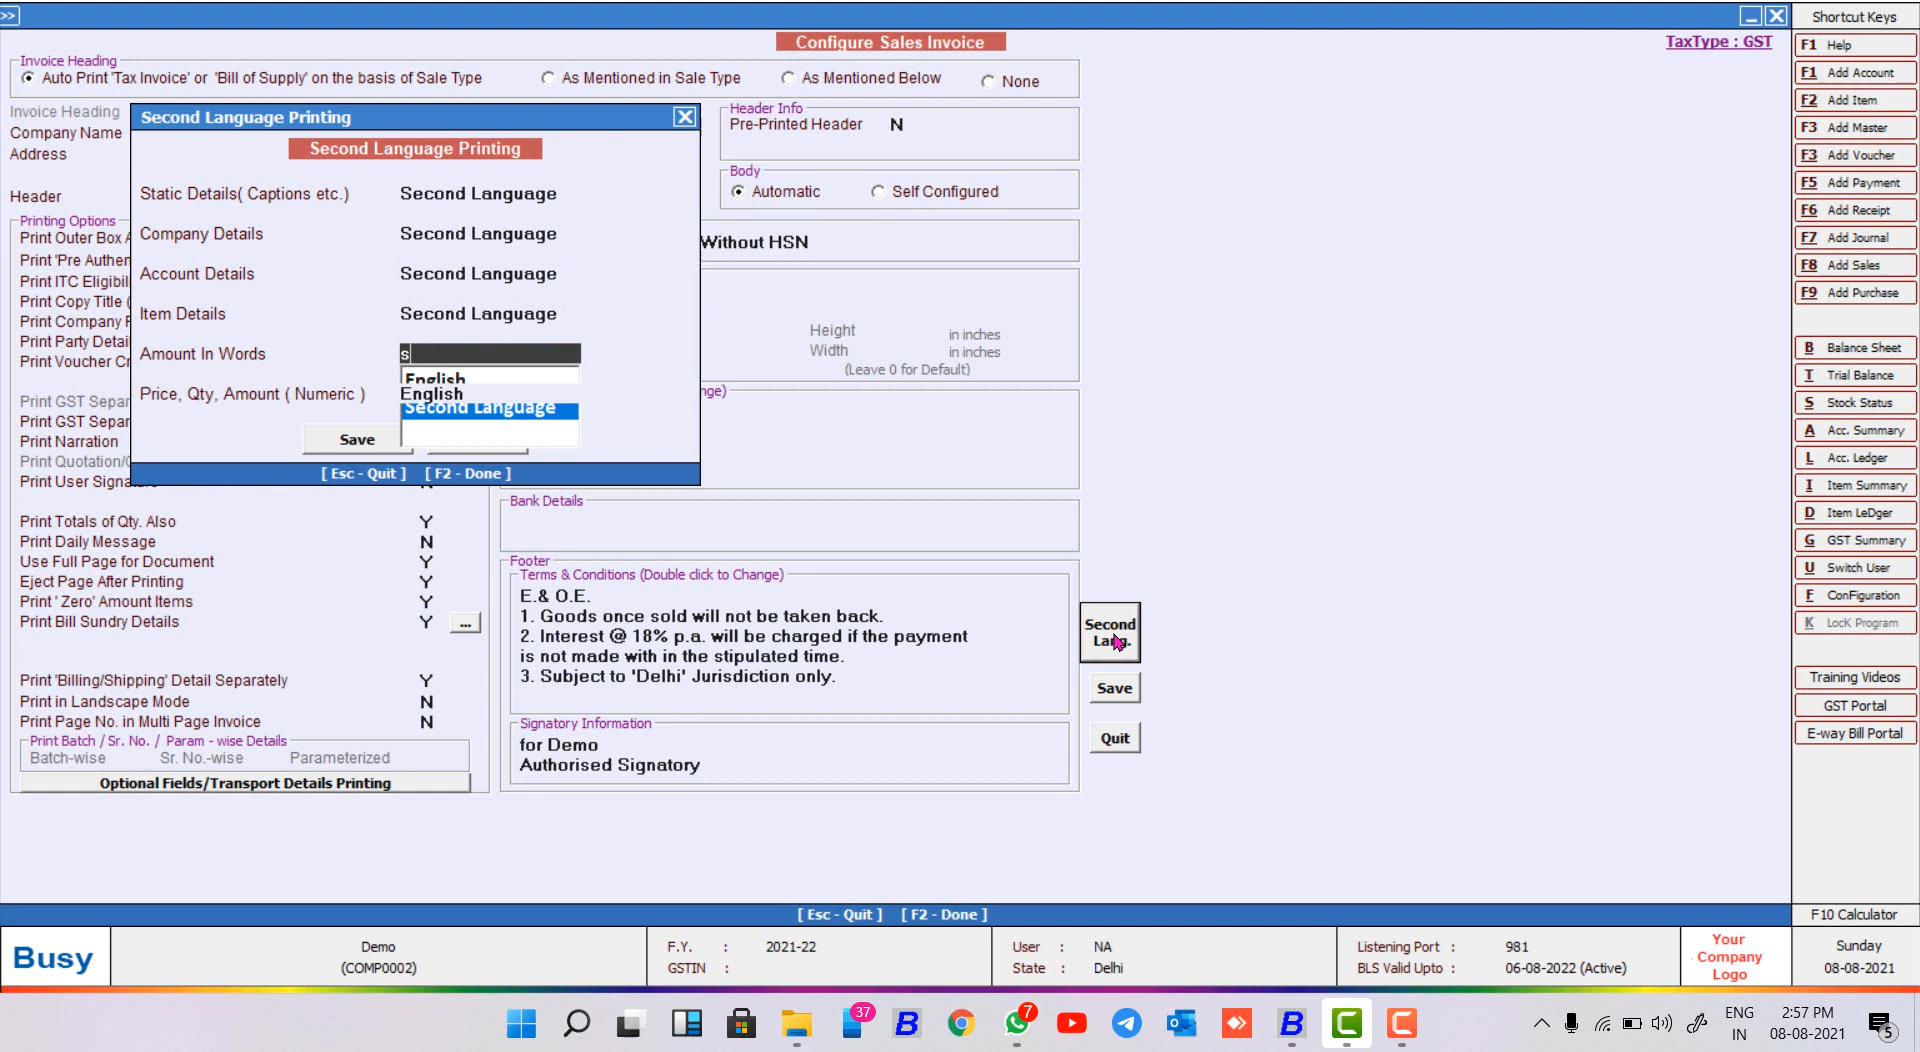 >>
Shortcut Keys
Configure Sales Invoice
TaxType : GST
Invoice Heading
Auto Print 'Tax Invoice' or 'Bill of Supply' on the basis of Sale Type
As Mentioned in Sale Type
As Mentioned Below
None
Invoice Heading
Company Name
Address
Header
Second Language Printing
Second Language Printing
Static Details( Captions etc.) Second Language
Company Details Second Language
Account Details Second Language
Item Details Second Language
Amount In Words s
English
Price, Qty, Amount ( Numeric ) English
Second Language
Save
[ Esc - Quit ] [ F2 - Done ]
Header Info
Pre-Printed Header N
Body
Automatic Self Configured
Without HSN
Height in inches
Width in inches
(Leave 0 for Default)
nge)
Printing Options
Print Outer Box A
Print 'Pre Authen
Print ITC Eligibili
Print Copy Title (
Print Company P
Print Party Detai
Print Voucher Cr
Print GST Separ
Print GST Separ
Print Narration
Print Quotation/
Print User Signature
Print Totals of Qty. Also Y
Print Daily Message N
Use Full Page for Document Y
Eject Page After Printing Y
Print ' Zero' Amount Items Y
Print Bill Sundry Details Y ...
Print 'Billing/Shipping' Detail Separately Y
Print in Landscape Mode N
Print Page No. in Multi Page Invoice N
Print Batch / Sr. No. / Param - wise Details
Batch-wise Sr. No.-wise Parameterized
Optional Fields/Transport Details Printing
Bank Details
Footer
Terms & Conditions (Double click to Change)
E.& O.E.
1. Goods once sold will not be taken back.
2. Interest @ 18% p.a. will be charged if the payment
is not made with in the stipulated time.
3. Subject to 'Delhi' Jurisdiction only.
Signatory Information
for Demo
Authorised Signatory
Second
Lang.
Save
Quit
F1 Help
F1 Add Account
F2 Add Item
F3 Add Master
F3 Add Voucher
F5 Add Payment
F6 Add Receipt
F7 Add Journal
F8 Add Sales
F9 Add Purchase
B Balance Sheet
T Trial Balance
S Stock Status
A Acc. Summary
L Acc. Ledger
I Item Summary
D Item LeDger
G GST Summary
U Switch User
F ConFiguration
K LocK Program
Training Videos
GST Portal
E-way Bill Portal
[ Esc - Quit ] [ F2 - Done ]
F10 Calculator
Busy
Demo
(COMP0002)
F.Y. : 2021-22
GSTIN :
User : NA
State : Delhi
Listening Port : 981
BLS Valid Upto : 06-08-2022 (Active)
Your
Company
Logo
Sunday
08-08-2021
37
B
7
B
ENG
IN
2:57 PM
08-08-2021
5